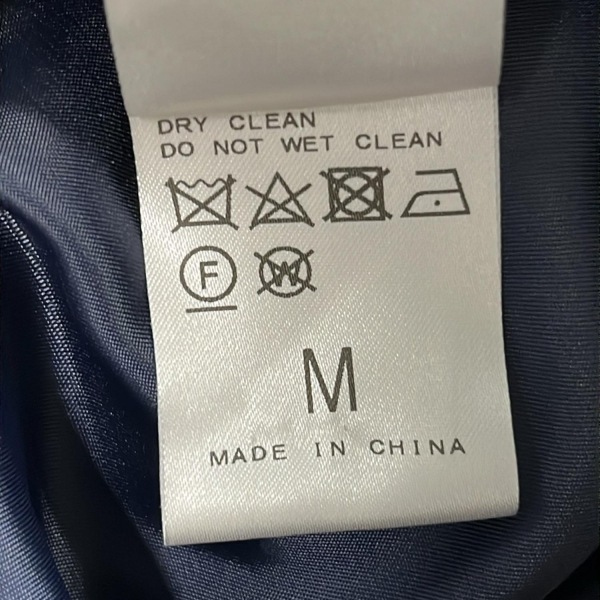 DRY CLEAN
DO NOT WET CLEAN
F W
M
MADE IN CHINA